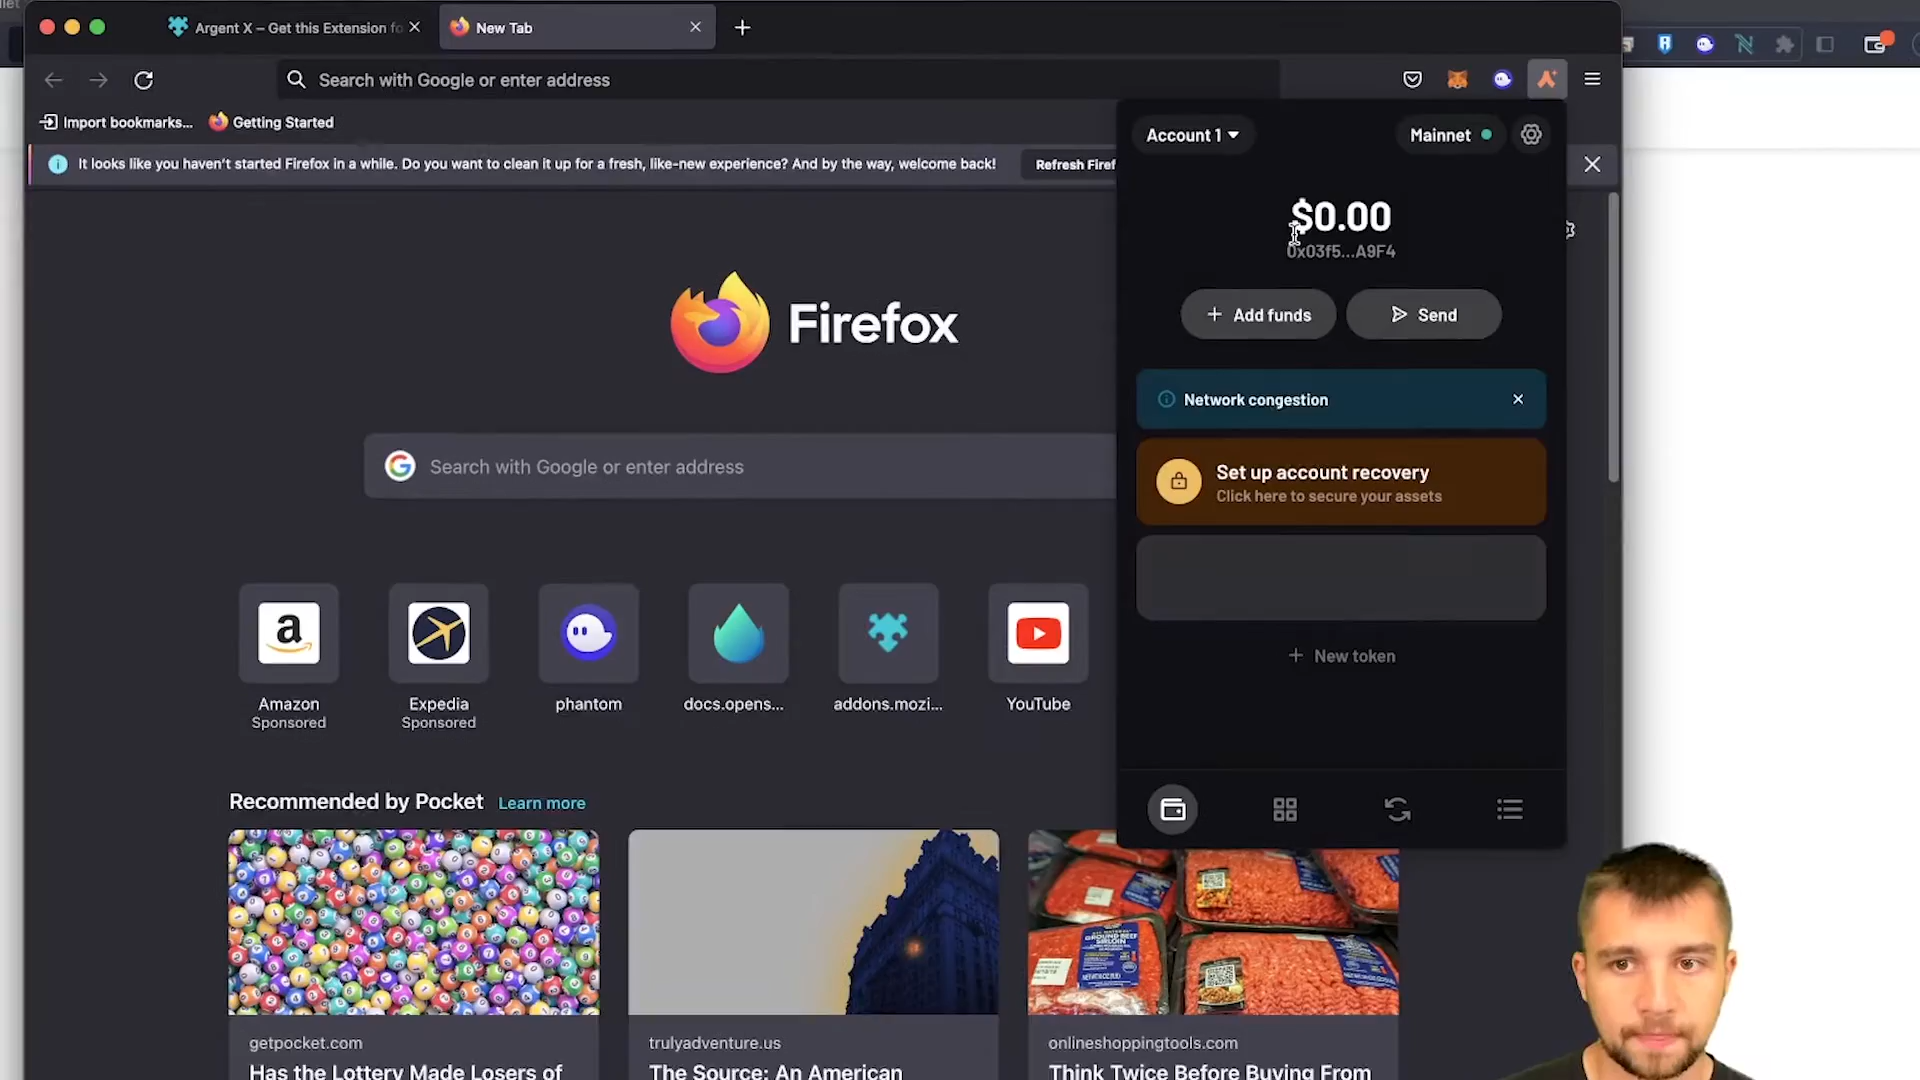 Argent X – Get this Extension fo
New Tab
Search with Google or enter address
Import bookmarks...
Getting Started
It looks like you haven't started Firefox in a while. Do you want to clean it up for a fresh, like-new experience? And by the way, welcome back!
Refresh Firef
Account 1
Mainnet
$0.00
0x03f5...A9F4
Add funds
Send
Network congestion
Set up account recovery
Click here to secure your assets
New token
Firefox
Search with Google or enter address
Amazon
Sponsored
Expedia
Sponsored
phantom
docs.opens...
addons.mozi...
YouTube
Recommended by Pocket
Learn more
getpocket.com
Has the Lottery Made Losers of
trulyadventure.us
The Source: An American
GROUND BEEF
SIRLOIN
onlineshoppingtools.com
Think Twice Before Buying From